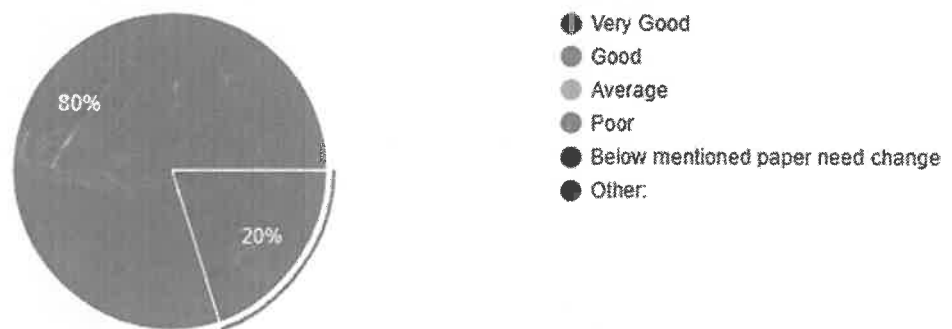 80%
20%
Very Good
Good
Average
Poor
Below mentioned paper need change
Other: